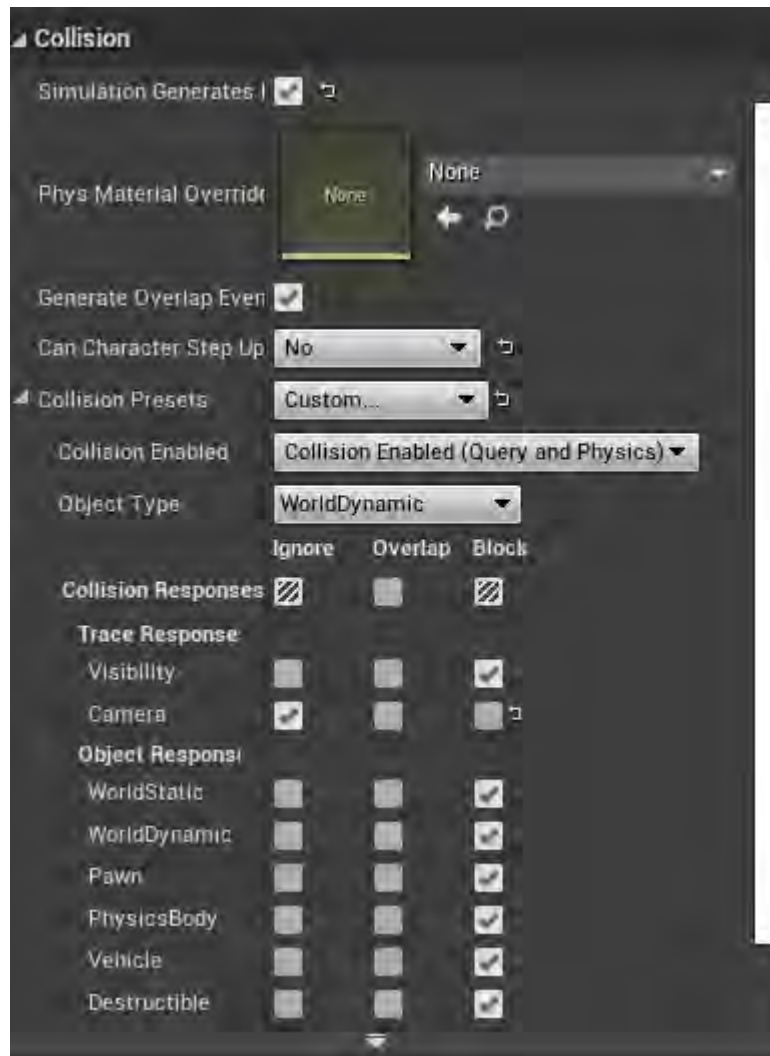 Collision
Simulation Generates
Phys Material Override
None
None
Generate Overlap Even
Can Character Step Up
No
Collision Presets
Custom...
Collision Enabled
Collision Enabled (Query and Physics)
Object Type
WorldDynamic
Ignore Overlap Block
Collision Responses
Trace Response
Visibility
Camera
Object Respons
WorldStatic
WorldDynamic
Pawn
PhysicsBody
Vehicle
Destructible